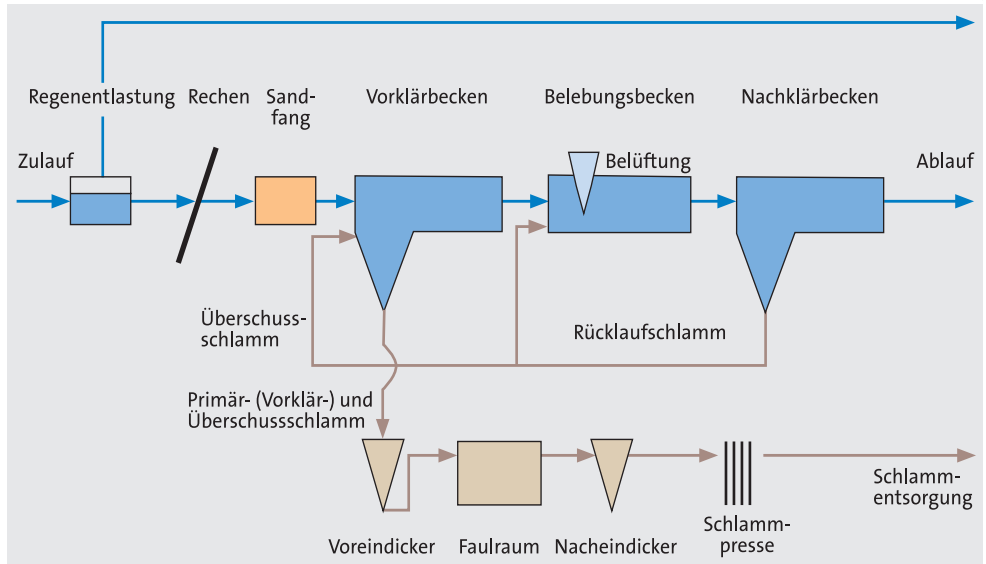 Regenentlastung
Rechen
Sand-
fang
Vorklärbecken
Belebungsbecken
Nachklärbecken
Zulauf
Belüftung
Ablauf
Überschuss-
schlamm
Rücklaufschlamm
Primär- (Vorklär-) und
Überschussschlamm
Schlamm-
entsorgung
Voreindicker
Faulraum
Nacheindicker
Schlamm-
presse